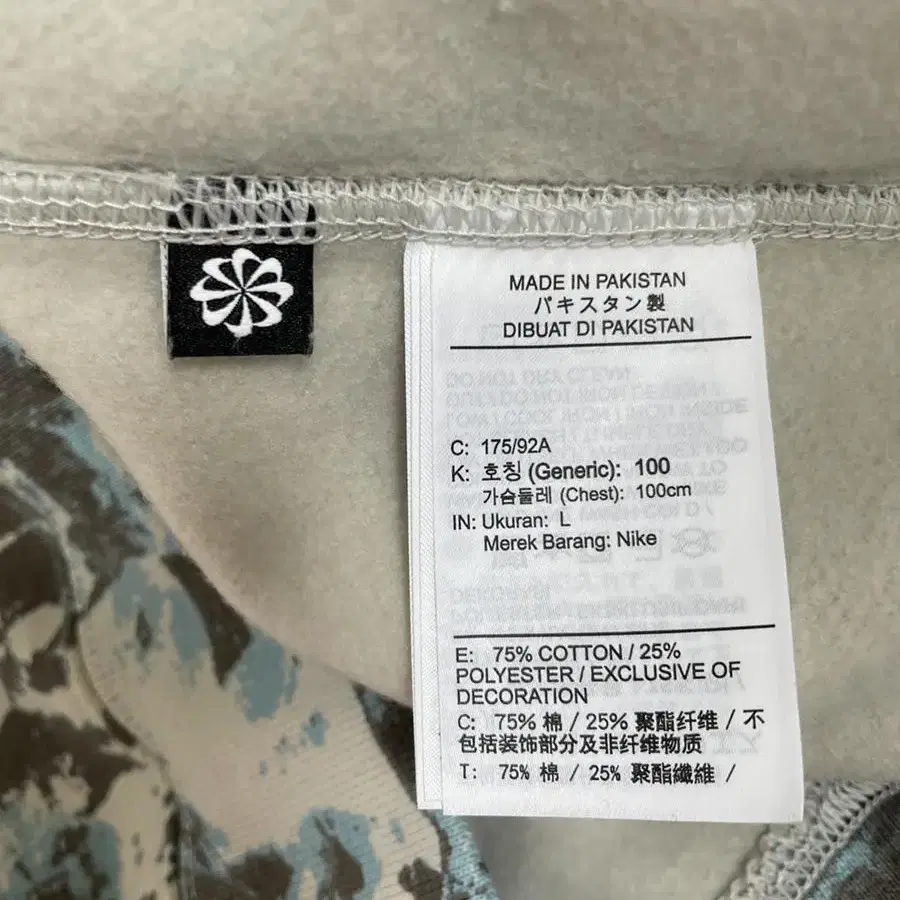 MADE IN PAKISTAN
パキスタン製
DIBUAT DI PAKISTAN
C: 175/92A
K: 호칭 (Generic): 100
가슴둘레 (Chest): 100cm
IN: Ukuran: L
Merek Barang: Nike
E: 75% COTTON / 25%
POLYESTER / EXCLUSIVE OF
DECORATION
C: 75% 棉 / 25% 聚酯纤维 / 不
包括装饰部分及非纤维物质
T: 75% 棉 / 25% 聚酯纖維 /